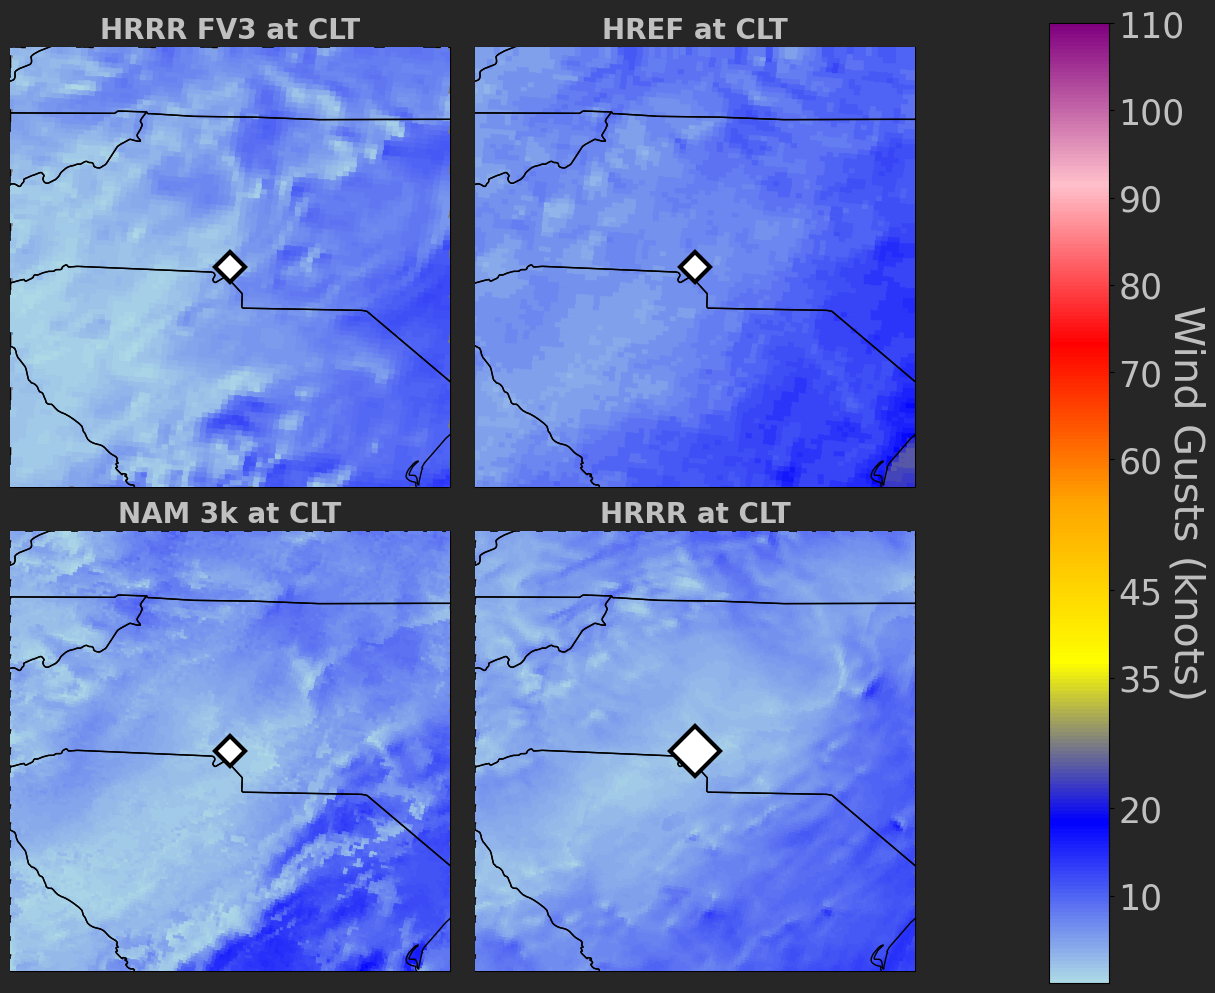 HRRR FV3 at CLT
HREF at CLT
NAM 3k at CLT
HRRR at CLT
110
100
90
80
70
60
45
35
20
10
Wind Gusts (knots)